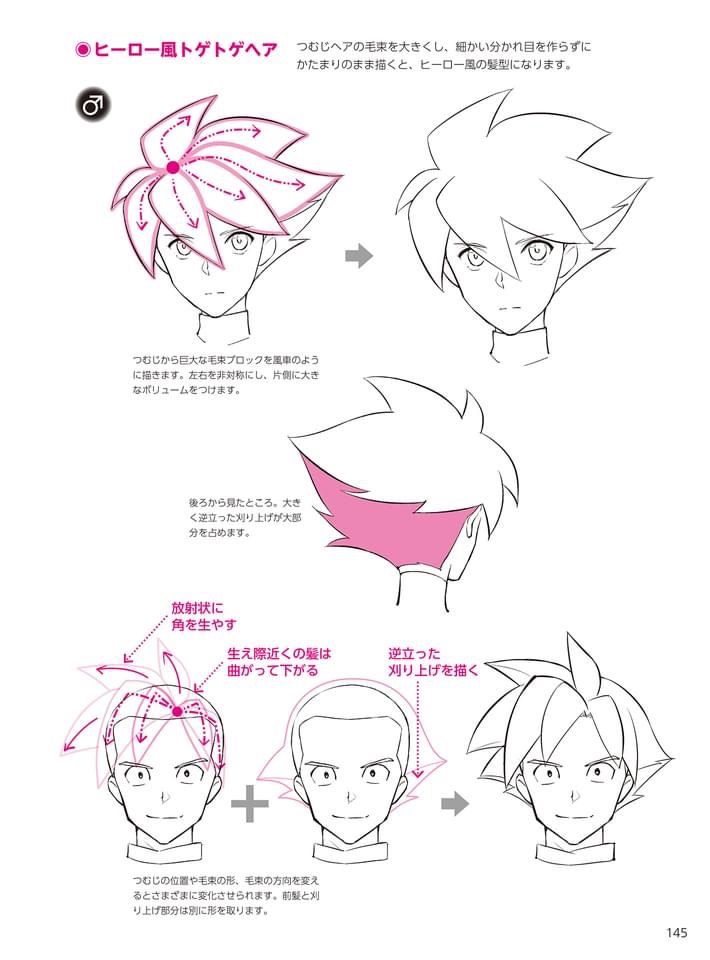 ◉ヒーロー風トゲトゲヘア
つむじヘアの毛束を大きくし、細かい分かれ目を作らずに
かたまりのまま描くと、ヒーロー風の髪型になります。
♂
つむじから巨大な毛束ブロックを風車のよう
に描きます。左右を非対称にし、片側に大き
なボリュームをつけます。
後ろから見たところ。大き
く逆立った刈り上げが大部
分を占めます。
放射状に
角を生やす
生え際近くの髪は
曲がって下がる
逆立った
刈り上げを描く
つむじの位置や毛束の形、毛束の方向を変え
るとさまざまに変化させられます。前髪と刈
り上げ部分は別に形を取ります。
145